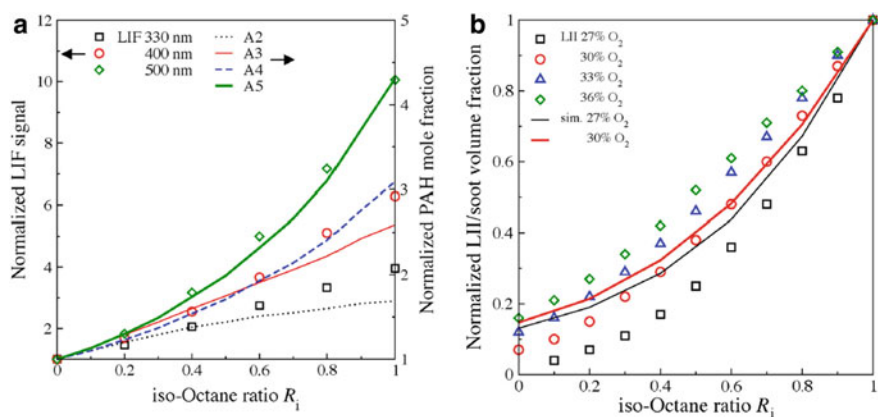 a
12
10
8
6
4
2
Normalized LIF signal
LIF 330 nm
400 nm
500 nm
A2
A3
A4
A5
5
4
3
2
1
Normalized PAH mole fraction
0
0.2
0.4
0.6
0.8
1
iso-Octane ratio Ri
b
1
0.8
0.6
0.4
0.2
0
Normalized LII/soot volume fraction
LII 27% O2
30% O2
33% O2
36% O2
sim. 27% O2
30% O2
0
0.2
0.4
0.6
0.8
1
iso-Octane ratio Ri